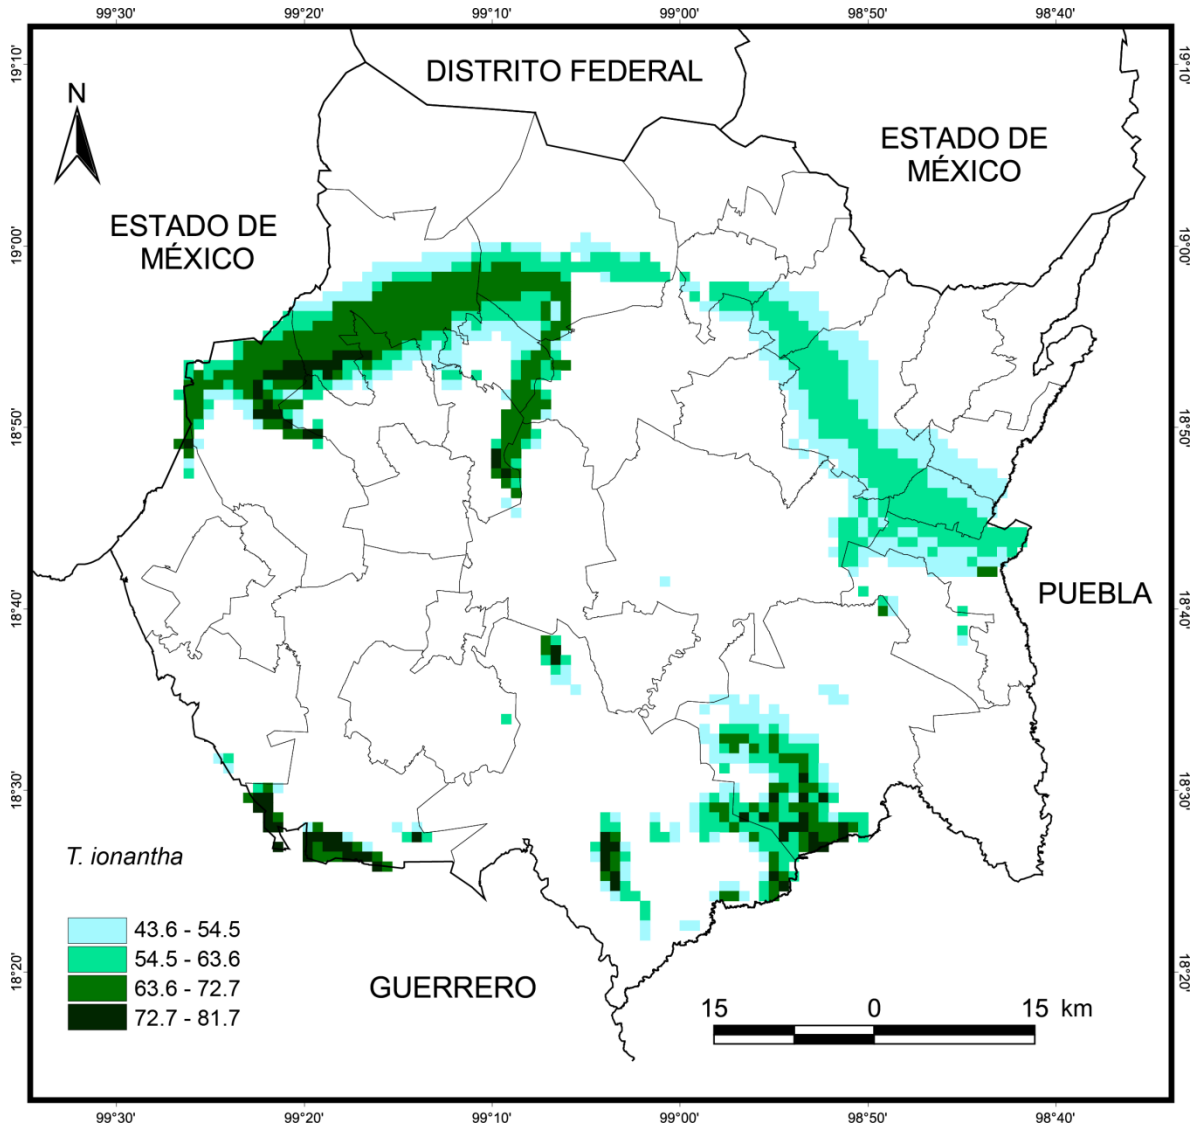 99°30' 99°20' 99°10' 99°00' 98°50' 98°40'
19°10' 19°10'
DISTRITO FEDERAL
N
ESTADO DE
MÉXICO
ESTADO DE
MÉXICO
19°00' 19°00'
18°50' 18°50'
PUEBLA
18°40' 18°40'
18°30' 18°30'
T. ionantha
43.6 - 54.5
54.5 - 63.6
63.6 - 72.7
72.7 - 81.7
18°20' 18°20'
GUERRERO
15 0 15 km
99°30' 99°20' 99°10' 99°00' 98°50' 98°40'